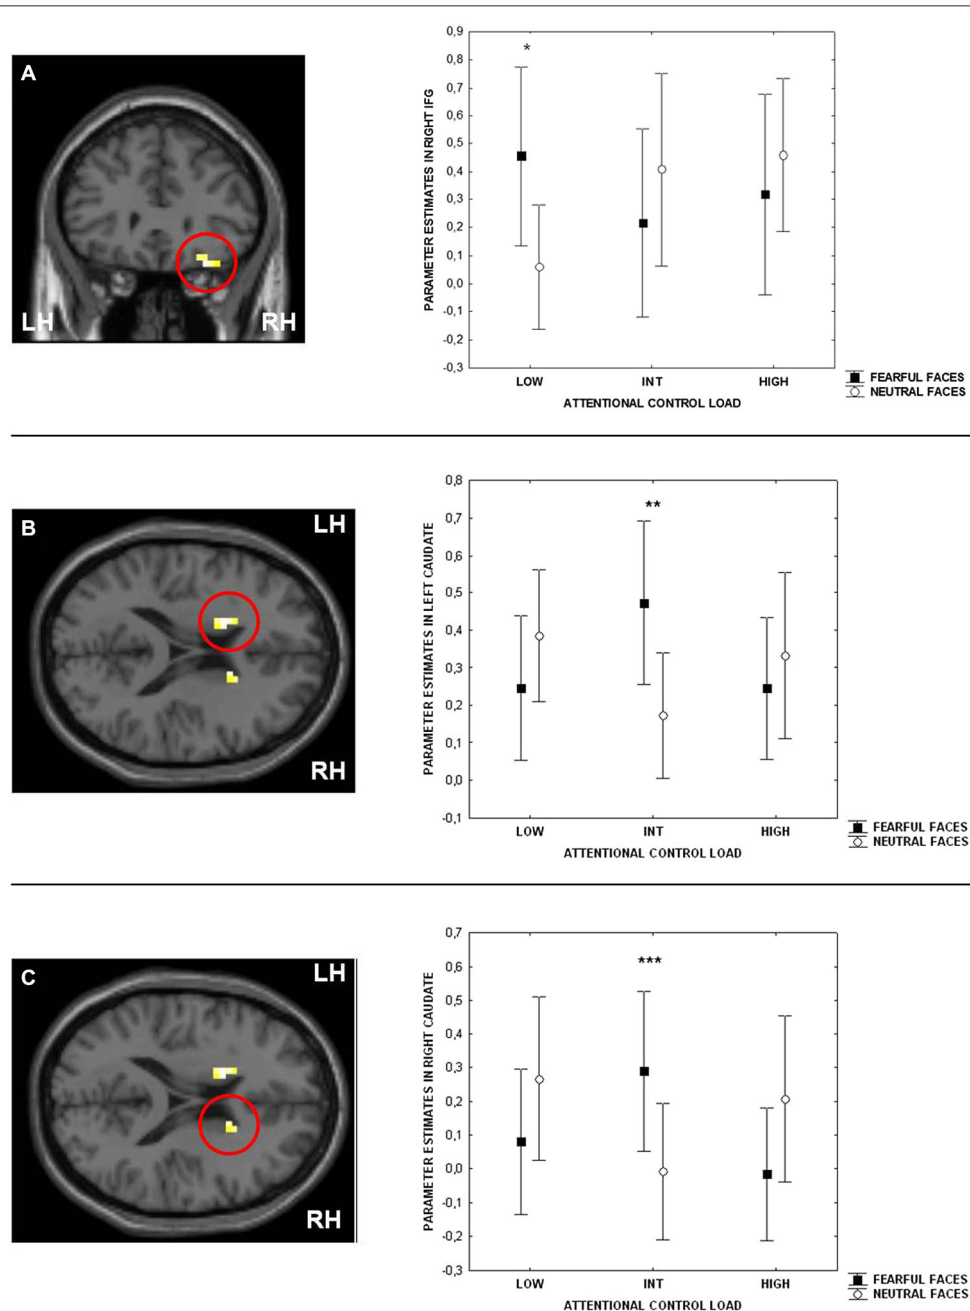 A
LH
RH
PARAMETER ESTIMATES IN RIGHT IFG
0,9
*
0,8
0,7
0,6
0,5
0,4
0,3
0,2
0,1
0,0
-0,1
-0,2
-0,3
LOW
INT
HIGH
ATTENTIONAL CONTROL LOAD
FEARFUL FACES
NEUTRAL FACES
B
LH
RH
PARAMETER ESTIMATES IN LEFT CAUDATE
0,8
**
0,7
0,6
0,5
0,4
0,3
0,2
0,1
0,0
-0,1
LOW
INT
HIGH
ATTENTIONAL CONTROL LOAD
FEARFUL FACES
NEUTRAL FACES
C
LH
RH
PARAMETER ESTIMATES IN RIGHT CAUDATE
0,7
***
0,6
0,5
0,4
0,3
0,2
0,1
0,0
-0,1
-0,2
-0,3
LOW
INT
HIGH
ATTENTIONAL CONTROL LOAD
FEARFUL FACES
NEUTRAL FACES